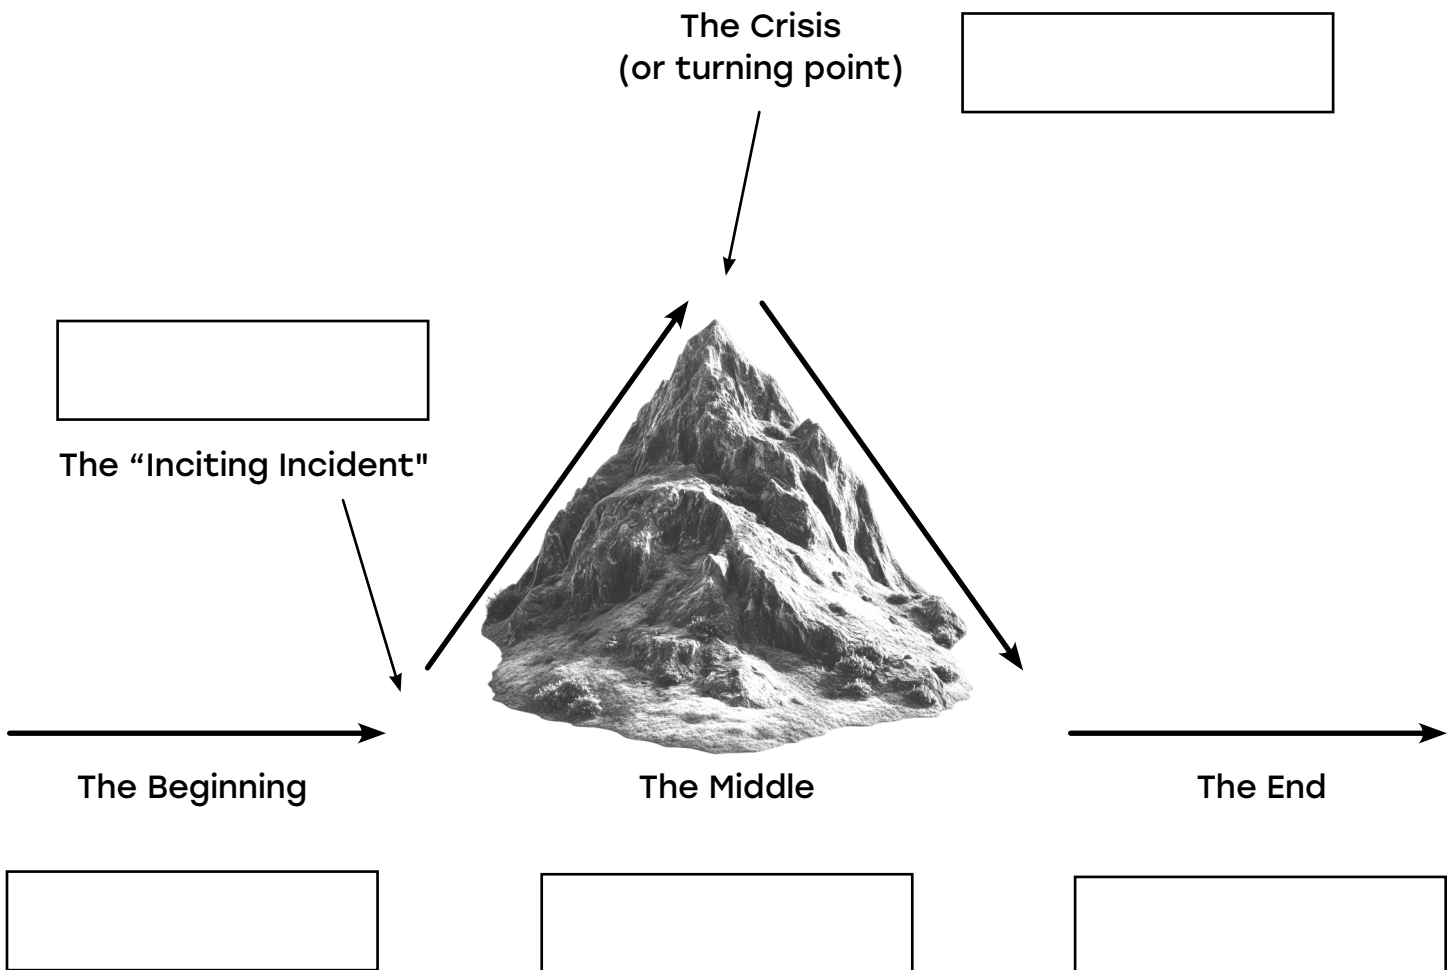 The Crisis
(or turning point)
The “Inciting Incident"
The Beginning
The Middle
The End